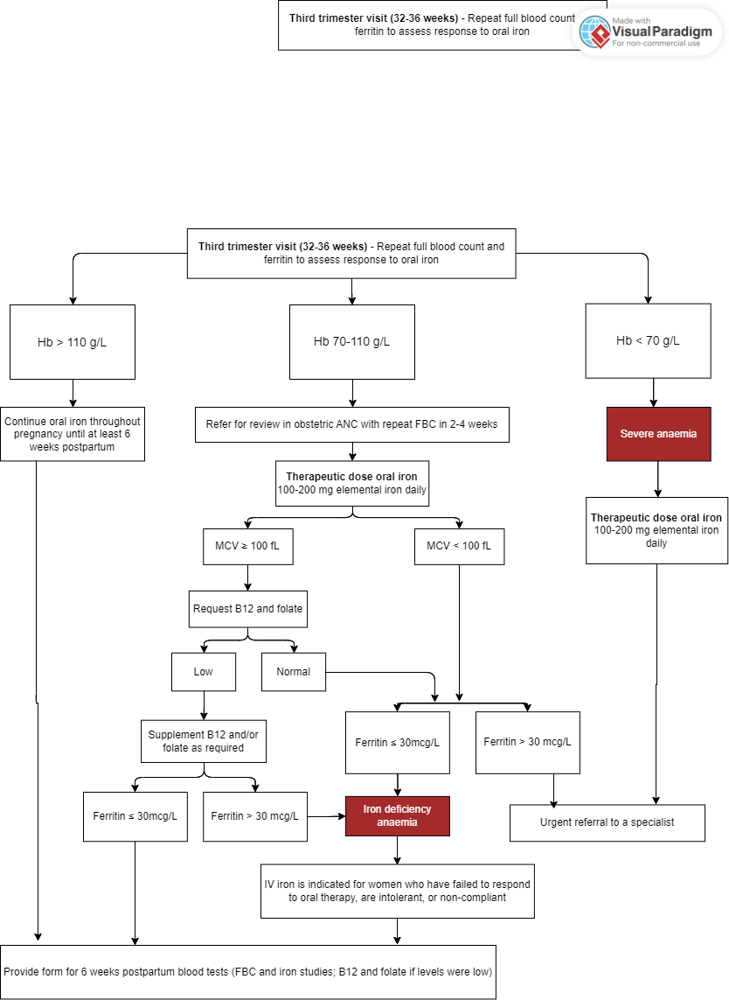 Third trimester visit (32-36 weeks) - Repeat full blood count
ferritin to assess response to oral iron
Made with
Visual Paradigm
For non-commercial use
Third trimester visit (32-36 weeks) - Repeat full blood count and
ferritin to assess response to oral iron
Hb > 110 g/L
Hb 70-110 g/L
Hb < 70 g/L
Continue oral iron throughout
pregnancy until at least 6
weeks postpartum
Refer for review in obstetric ANC with repeat FBC in 2-4 weeks
Severe anaemia
Therapeutic dose oral iron
100-200 mg elemental iron daily
Therapeutic dose oral iron
100-200 mg elemental iron
daily
MCV ≥ 100 fL
MCV < 100 fL
Request B12 and folate
Low
Normal
Supplement B12 and/or
folate as required
Ferritin ≤ 30mcg/L
Ferritin > 30 mcg/L
Ferritin ≤ 30mcg/L
Ferritin > 30 mcg/L
Iron deficiency
anaemia
Urgent referral to a specialist
IV iron is indicated for women who have failed to respond
to oral therapy, are intolerant, or non-compliant
Provide form for 6 weeks postpartum blood tests (FBC and iron studies; B12 and folate if levels were low)